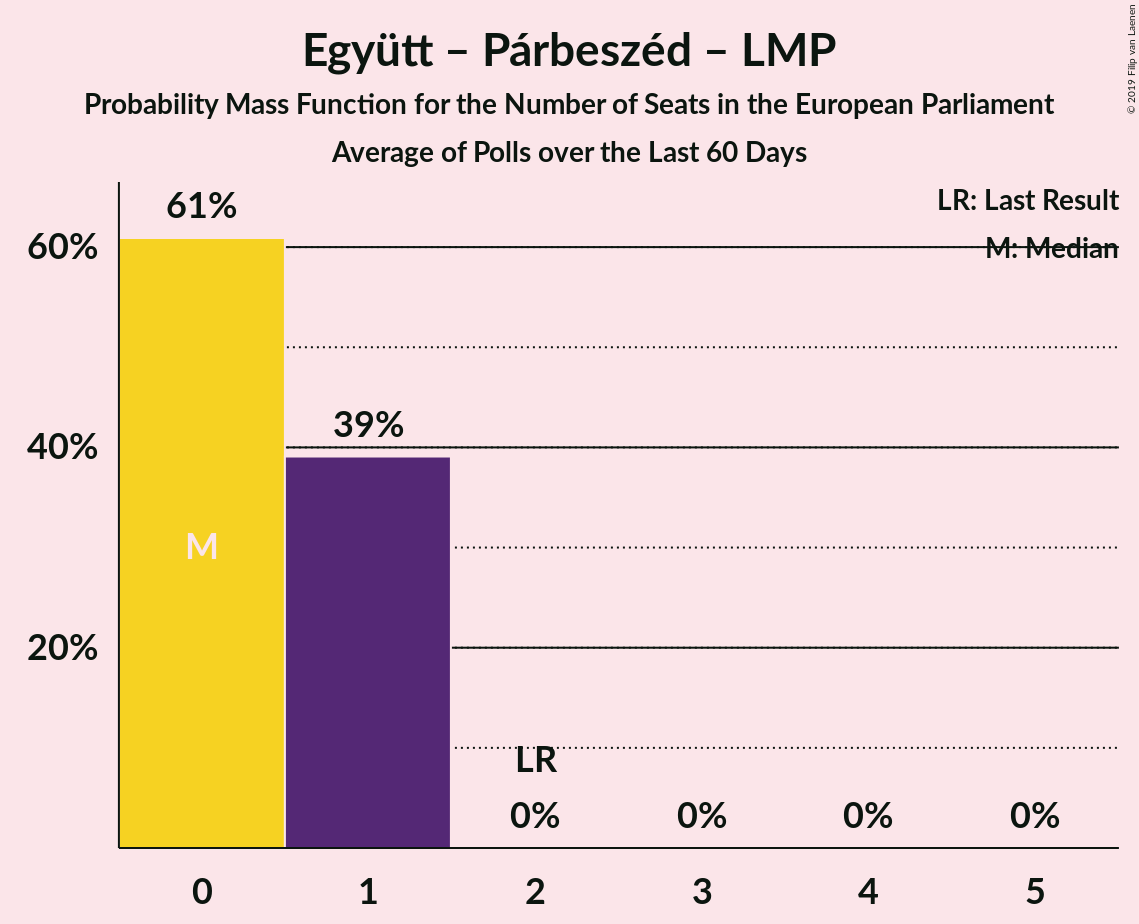 Együtt – Párbeszéd – LMP
Probability Mass Function for the Number of Seats in the European Parliament
Average of Polls over the Last 60 Days
© 2019 Filip van Laenen
LR: Last Result
M: Median
61%
60%
39%
40%
M
20%
LR
0%
0%
0%
0%
0
1
2
3
4
5